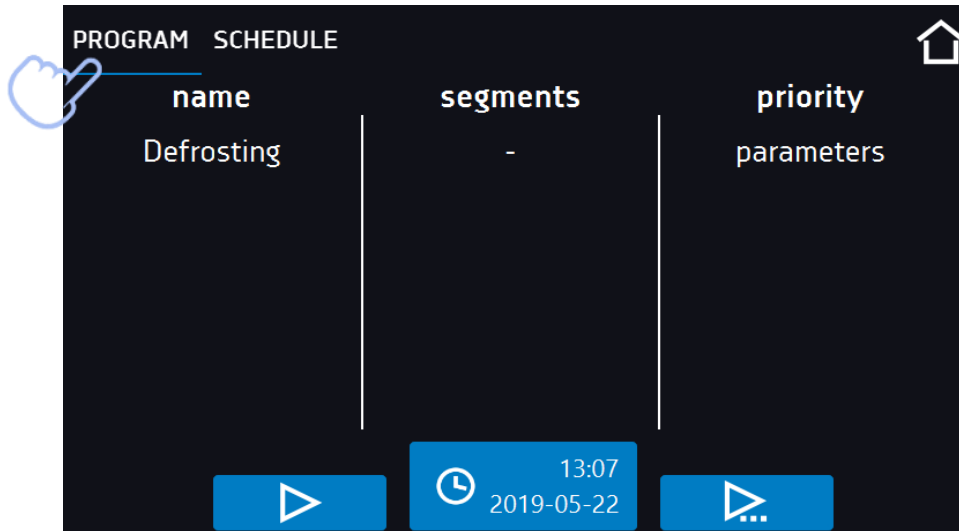 PROGRAM SCHEDULE
name segments priority
Defrosting - parameters
13:07
2019-05-22